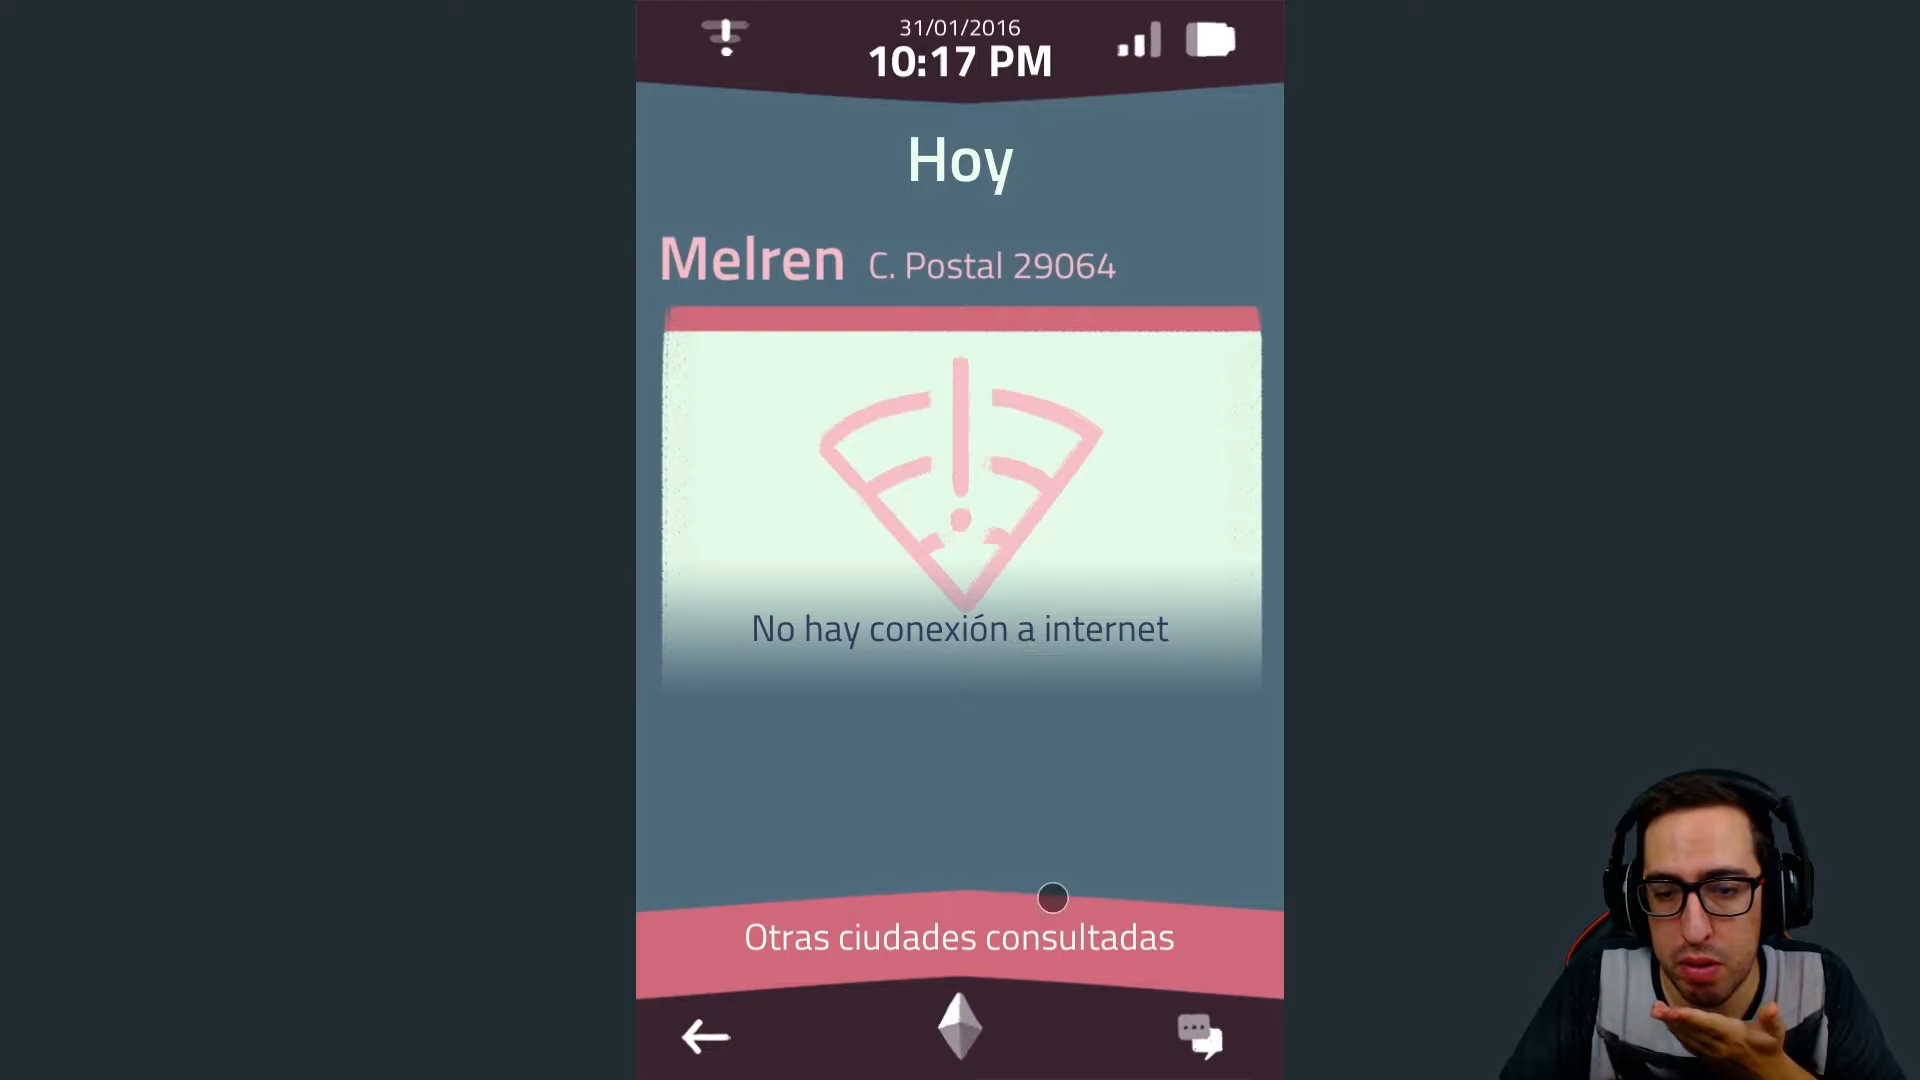 31/01/2016
10:17 PM
Hoy
Melren C. Postal 29064
No hay conexión a internet
Otras ciudades consultadas